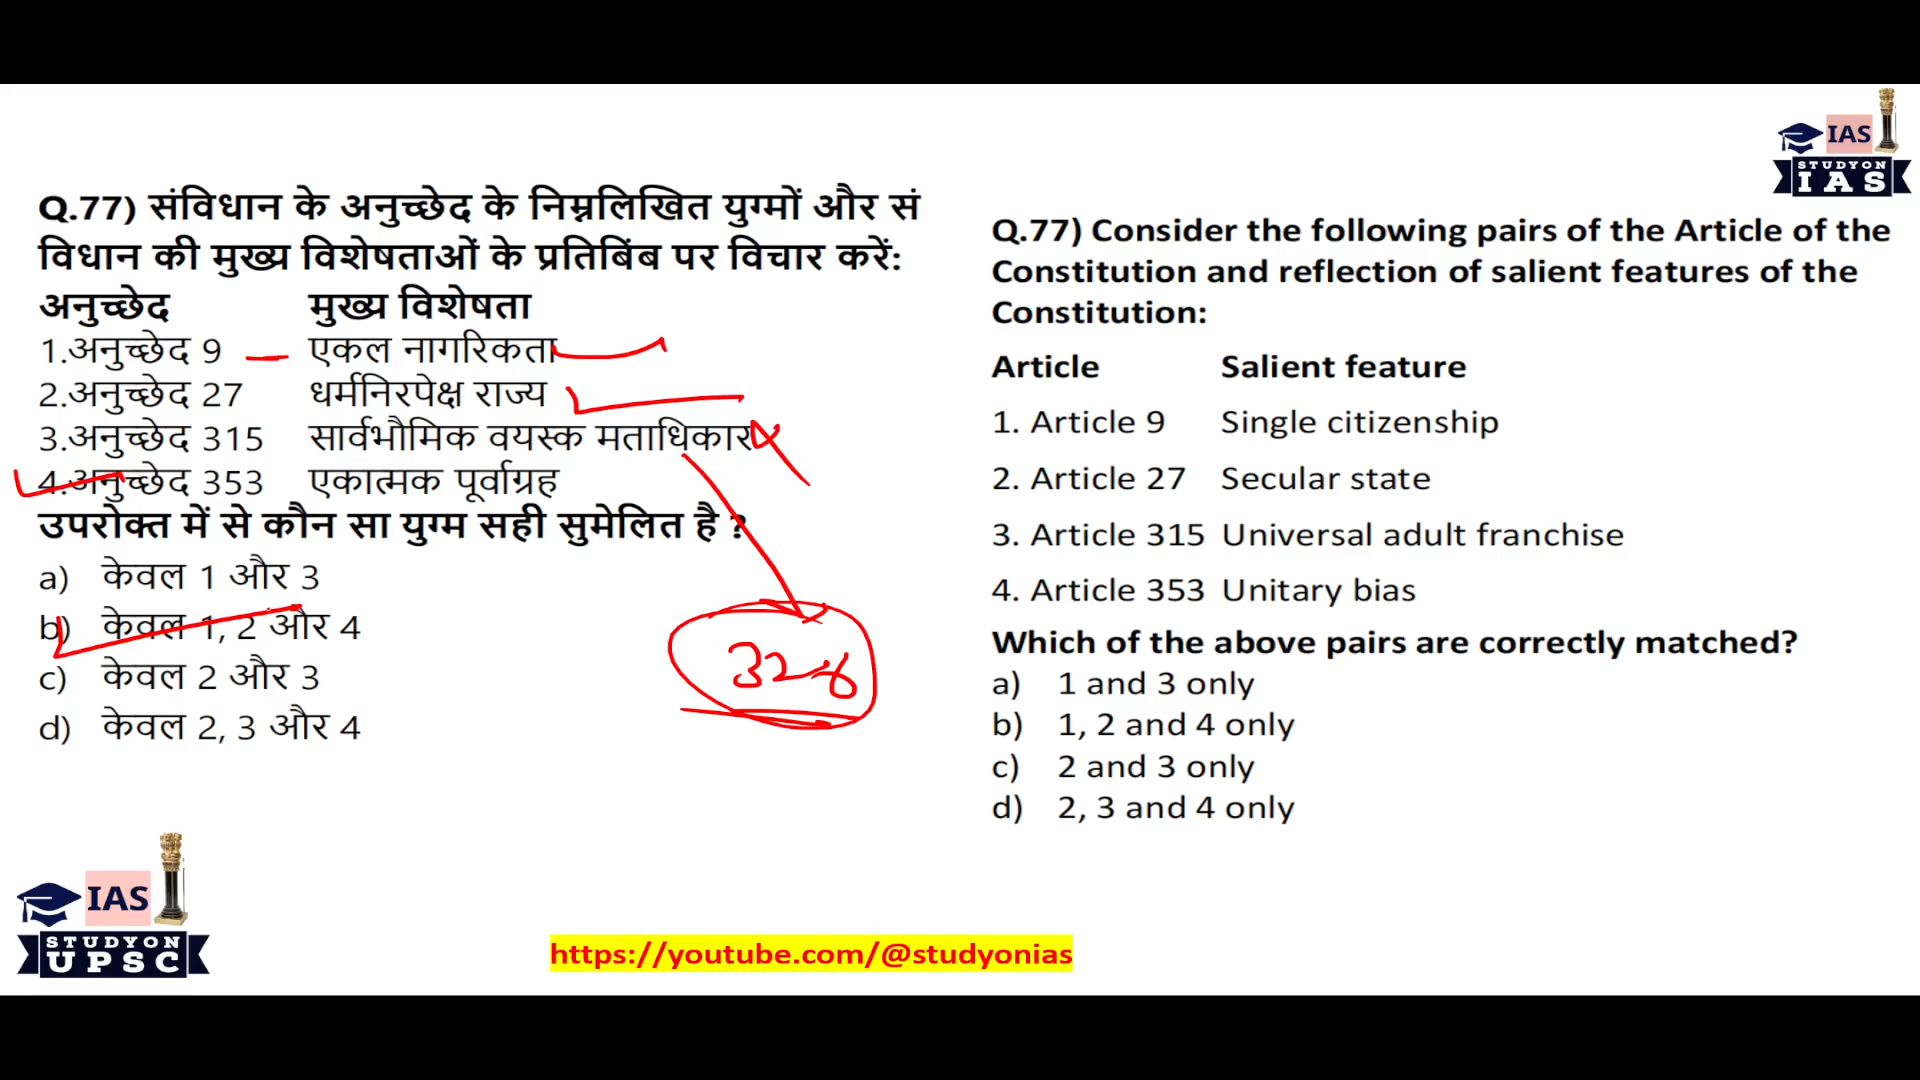 IAS
STUDYON
IAS
Q.77) संविधान के अनुच्छेद के निम्नलिखित युग्मों और सं
विधान की मुख्य विशेषताओं के प्रतिबिंब पर विचार करें:
अनुच्छेद मुख्य विशेषता
1.अनुच्छेद 9 एकल नागरिकता
2.अनुच्छेद 27 धर्मनिरपेक्ष राज्य
3.अनुच्छेद 315 सार्वभौमिक वयस्क मताधिकार
4.अनुच्छेद 353 एकात्मक पूर्वाग्रह
उपरोक्त में से कौन सा युग्म सही सुमेलित है ?
a) केवल 1 और 3
b) केवल 1, 2 और 4
c) केवल 2 और 3
d) केवल 2, 3 और 4
Q.77) Consider the following pairs of the Article of the
Constitution and reflection of salient features of the
Constitution:
Article Salient feature
1. Article 9 Single citizenship
2. Article 27 Secular state
3. Article 315 Universal adult franchise
4. Article 353 Unitary bias
Which of the above pairs are correctly matched?
a) 1 and 3 only
b) 1, 2 and 4 only
c) 2 and 3 only
d) 2, 3 and 4 only
IAS
STUDYON
UPSC
https://youtube.com/@studyonias